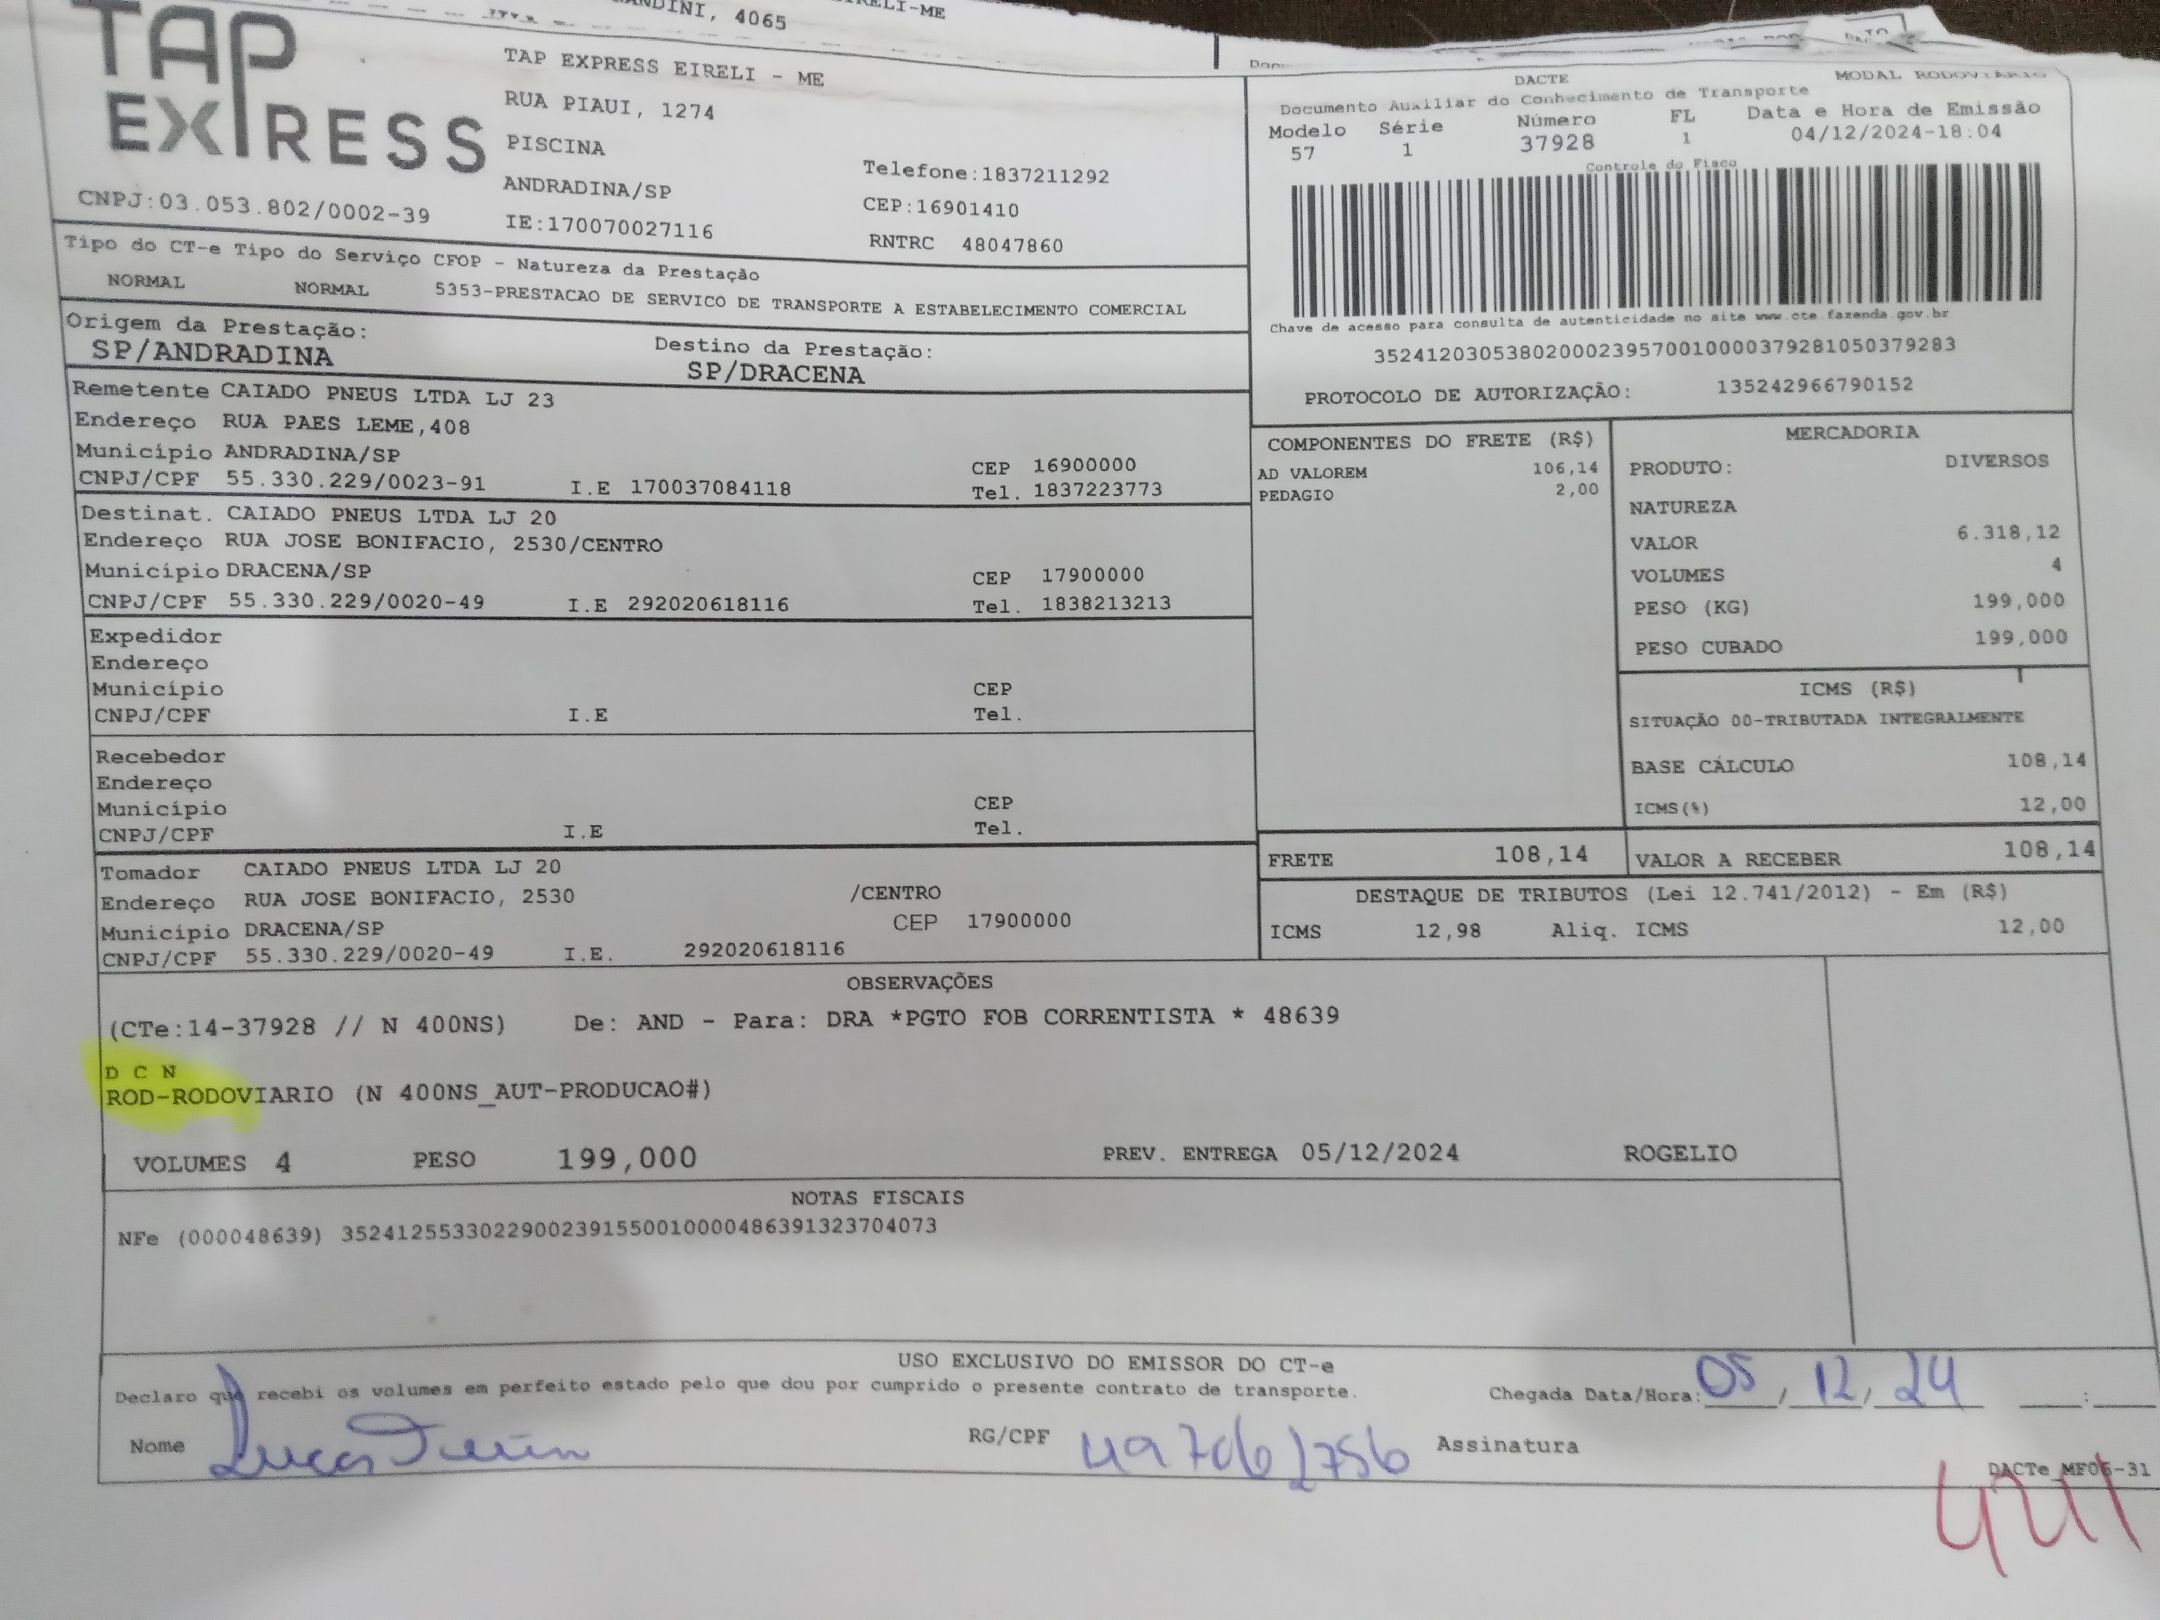 4065
TAP EXPRESS
TAP EXPRESS EIRELI - ME
RUA PIAUI, 1274
PISCINA
ANDRADINA/SP
IE:170070027116
Telefone:1837211292
CEP:16901410
RNTRC 48047860
CNPJ:03.053.802/0002-39
DACTE
MODAL RODOVIARIO
Documento Auxiliar do Conhecimento de Transporte
Modelo Série Número FL Data e Hora de Emissão
57 1 37928 1 04/12/2024-18:04
Controle do Fisco
Chave de acesso para consulta de autenticidade no site www.cte.fazenda.gov.br
35241203053802000239570010000379281050379283
PROTOCOLO DE AUTORIZAÇÃO: 135242966790152
Tipo do CT-e Tipo do Serviço CFOP - Natureza da Prestação
NORMAL NORMAL 5353-PRESTACAO DE SERVICO DE TRANSPORTE A ESTABELECIMENTO COMERCIAL
Origem da Prestação: Destino da Prestação:
SP/ANDRADINA SP/DRACENA
Remetente CAIADO PNEUS LTDA LJ 23
Endereço RUA PAES LEME,408
Município ANDRADINA/SP CEP 16900000
CNPJ/CPF 55.330.229/0023-91 I.E 170037084118 Tel. 1837223773
Destinat. CAIADO PNEUS LTDA LJ 20
Endereço RUA JOSE BONIFACIO, 2530/CENTRO
Município DRACENA/SP CEP 17900000
CNPJ/CPF 55.330.229/0020-49 I.E 292020618116 Tel. 1838213213
Expedidor
Endereço
Município CEP
CNPJ/CPF I.E Tel.
Recebedor
Endereço
Município CEP
CNPJ/CPF I.E Tel.
Tomador CAIADO PNEUS LTDA LJ 20
Endereço RUA JOSE BONIFACIO, 2530 /CENTRO
Município DRACENA/SP CEP 17900000
CNPJ/CPF 55.330.229/0020-49 I.E. 292020618116
COMPONENTES DO FRETE (R$)
AD VALOREM 106,14
PEDAGIO 2,00
MERCADORIA
PRODUTO: DIVERSOS
NATUREZA
VALOR 6.318,12
VOLUMES 4
PESO (KG) 199,000
PESO CUBADO 199,000
ICMS (R$)
SITUAÇÃO 00-TRIBUTADA INTEGRALMENTE
BASE CÁLCULO 108,14
ICMS(%) 12,00
FRETE 108,14 VALOR A RECEBER 108,14
DESTAQUE DE TRIBUTOS (Lei 12.741/2012) - Em (R$)
ICMS 12,98 Aliq. ICMS 12,00
OBSERVAÇÕES
(CTe:14-37928 // N 400NS) De: AND - Para: DRA *PGTO FOB CORRENTISTA * 48639
D C N
ROD-RODOVIARIO (N 400NS_AUT-PRODUCAO#)
VOLUMES 4 PESO 199,000 PREV. ENTREGA 05/12/2024 ROGELIO
NOTAS FISCAIS
NFe (000048639) 35241255330229002391550010000486391323704073
USO EXCLUSIVO DO EMISSOR DO CT-e
Declaro que recebi os volumes em perfeito estado pelo que dou por cumprido o presente contrato de transporte.
Chegada Data/Hora: 05/12/24 :
Nome Lucas RG/CPF 497062756 Assinatura
DACTe_MF06-31